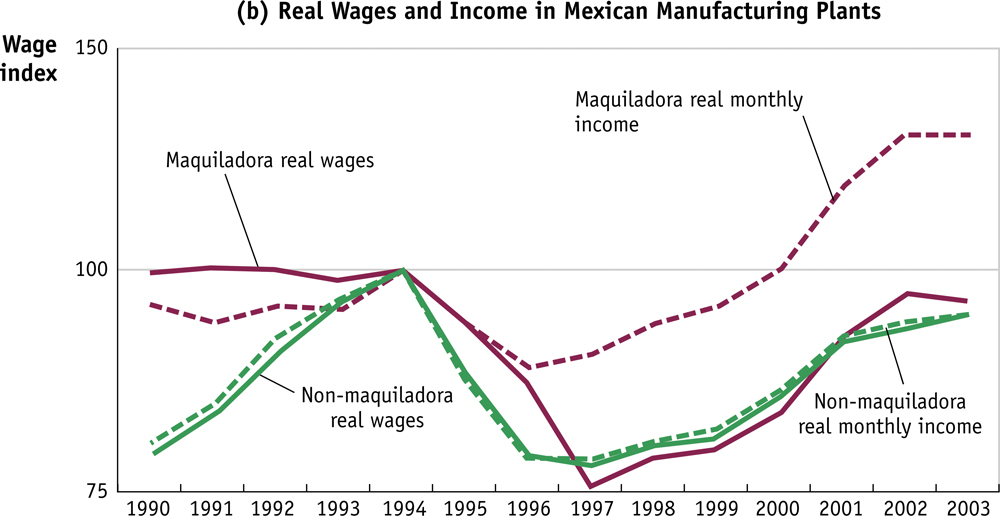 (b) Real Wages and Income in Mexican Manufacturing Plants
Wage
index
150
100
75
Maquiladora real monthly
income
Maquiladora real wages
Non-maquiladora
real wages
Non-maquiladora
real monthly income
1990 1991 1992 1993 1994 1995 1996 1997 1998 1999 2000 2001 2002 2003